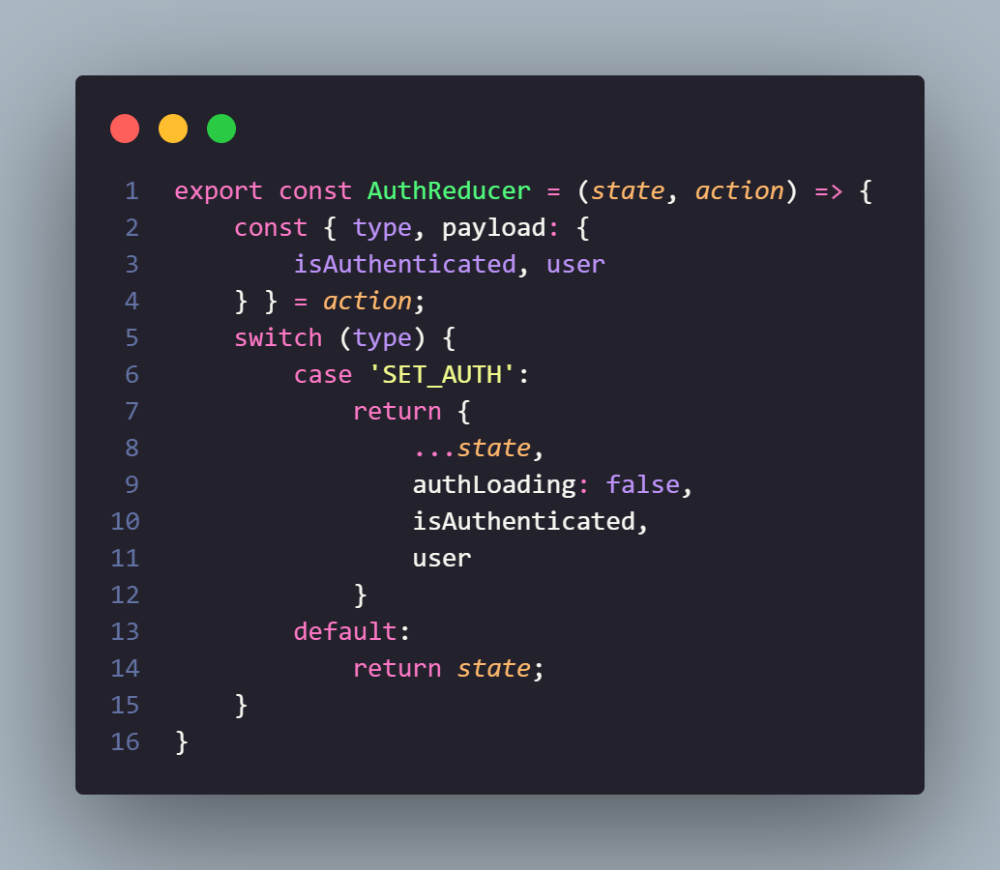 1 export const AuthReducer = (state, action) => {
2     const { type, payload: {
3         isAuthenticated, user
4     } } = action;
5     switch (type) {
6         case 'SET_AUTH':
7             return {
8                 ...state,
9                 authLoading: false,
10                 isAuthenticated,
11                 user
12             }
13         default:
14             return state;
15     }
16 }